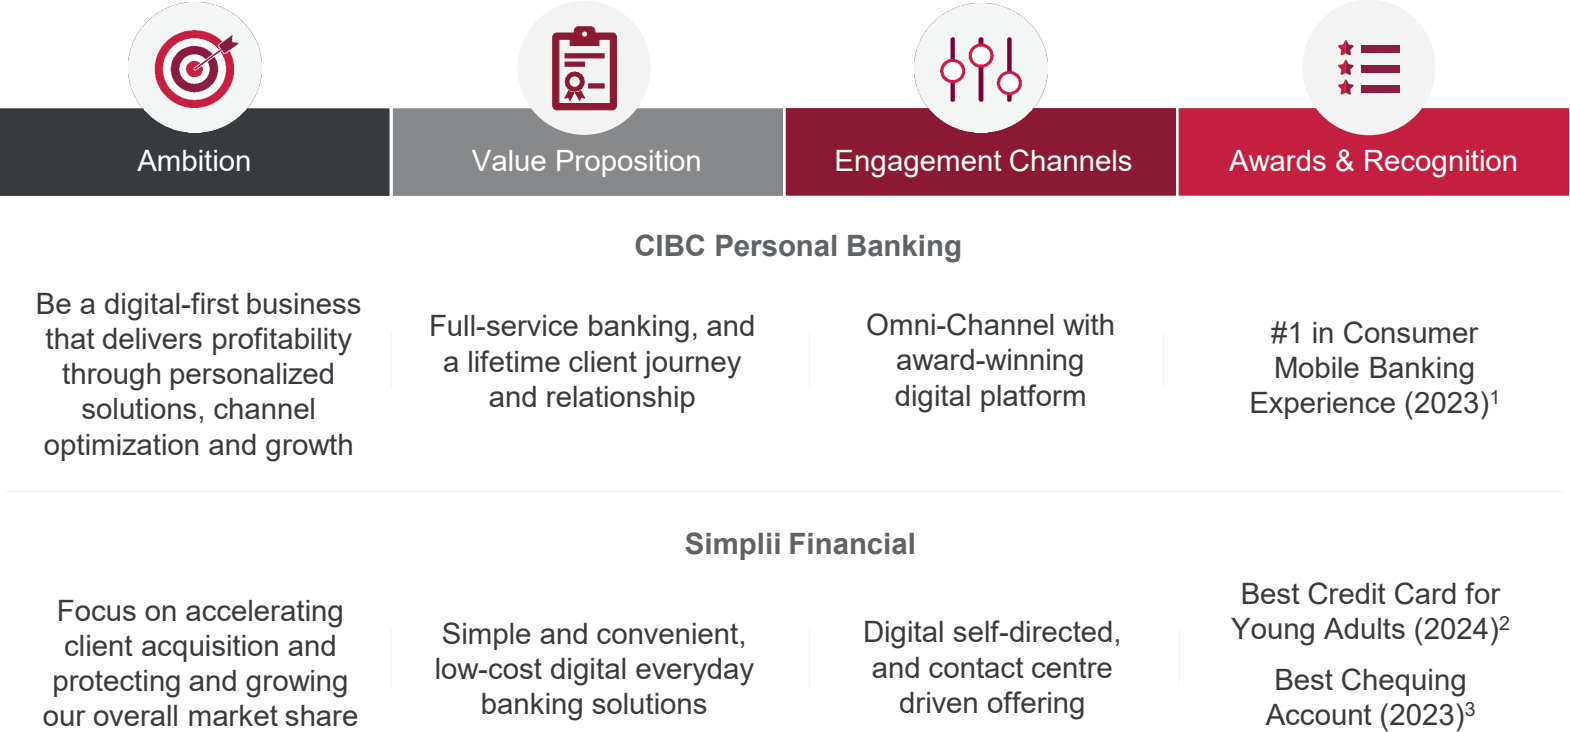 Ambition
Value Proposition
Engagement Channels
Awards & Recognition
CIBC Personal Banking
Be a digital-first business
that delivers profitability
through personalized
solutions, channel
optimization and growth
Full-service banking, and
a lifetime client journey
and relationship
Omni-Channel with
award-winning
digital platform
#1 in Consumer
Mobile Banking
Experience (2023)¹
Simplii Financial
Focus on accelerating
client acquisition and
protecting and growing
our overall market share
Simple and convenient,
low-cost digital everyday
banking solutions
Digital self-directed,
and contact centre
driven offering
Best Credit Card for
Young Adults (2024)²
Best Chequing
Account (2023)³